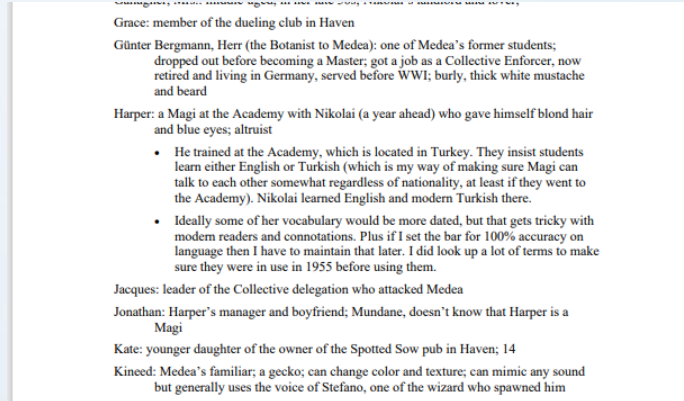 Grace: member of the dueling club in Haven
Günter Bergmann, Herr (the Botanist to Medea): one of Medea's former students;
dropped out before becoming a Master; got a job as a Collective Enforcer, now
retired and living in Germany, served before WWI; burly, thick white mustache
and beard
Harper: a Magi at the Academy with Nikolai (a year ahead) who gave himself blond hair
and blue eyes; altruist
• He trained at the Academy, which is located in Turkey. They insist students
learn either English or Turkish (which is my way of making sure Magi can
talk to each other somewhat regardless of nationality, at least if they went to
the Academy). Nikolai learned English and modern Turkish there.
• Ideally some of her vocabulary would be more dated, but that gets tricky with
modern readers and connotations. Plus if I set the bar for 100% accuracy on
language then I have to maintain that later. I did look up a lot of terms to make
sure they were in use in 1955 before using them.
Jacques: leader of the Collective delegation who attacked Medea
Jonathan: Harper's manager and boyfriend; Mundane, doesn't know that Harper is a
Magi
Kate: younger daughter of the owner of the Spotted Sow pub in Haven; 14
Kineed: Medea's familiar; a gecko; can change color and texture; can mimic any sound
but generally uses the voice of Stefano, one of the wizard who spawned him